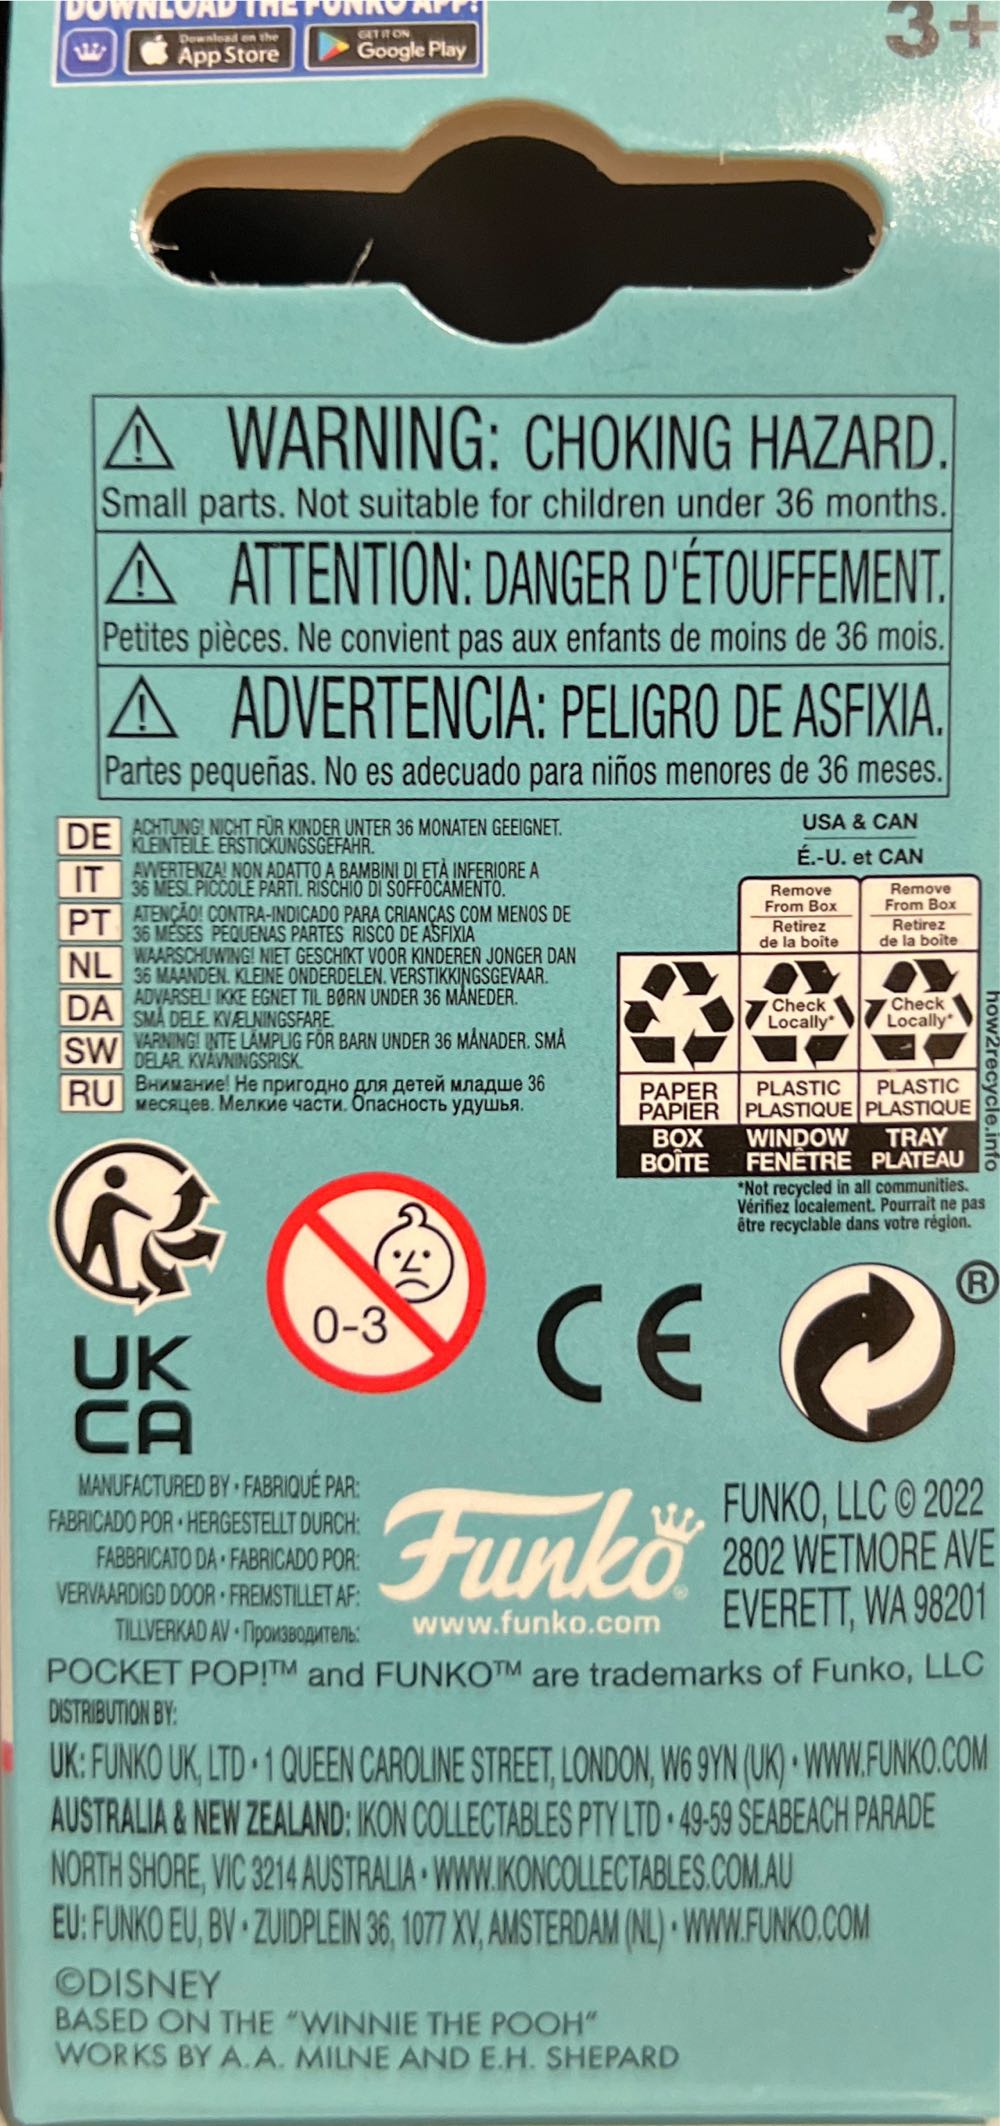 DOWNLOAD THE FUNKO APP!
Download on the
App Store
GET IT ON
Google Play
3+
WARNING: CHOKING HAZARD.
Small parts. Not suitable for children under 36 months.
ATTENTION: DANGER D'ÉTOUFFEMENT.
Petites pièces. Ne convient pas aux enfants de moins de 36 mois.
ADVERTENCIA: PELIGRO DE ASFIXIA.
Partes pequeñas. No es adecuado para niños menores de 36 meses.
DE ACHTUNG! NICHT FÜR KINDER UNTER 36 MONATEN GEEIGNET.
KLEINTEILE. ERSTICKUNGSGEFAHR.
IT AVVERTENZA! NON ADATTO A BAMBINI DI ETÀ INFERIORE A
36 MESI. PICCOLE PARTI. RISCHIO DI SOFFOCAMENTO.
PT ATENÇÃO! CONTRA-INDICADO PARA CRIANÇAS COM MENOS DE
36 MESES PEQUENAS PARTES RISCO DE ASFIXIA
NL WAARSCHUWING! NIET GESCHIKT VOOR KINDEREN JONGER DAN
36 MAANDEN. KLEINE ONDERDELEN. VERSTIKKINGSGEVAAR.
DA ADVARSEL! IKKE EGNET TIL BØRN UNDER 36 MÅNEDER.
SMÅ DELE. KVÆLNINGSFARE.
SW VARNING! INTE LÄMPLIG FÖR BARN UNDER 36 MÅNADER. SMÅ
DELAR. KVÄVNINGSRISK.
RU Внимание! Не пригодно для детей младше 36
месяцев. Мелкие части. Опасность удушья.
USA & CAN
É.-U. et CAN
Remove
From Box
Retirez
de la boîte
Remove
From Box
Retirez
de la boîte
Check
Locally*
Check
Locally*
PAPER
PAPIER
PLASTIC
PLASTIQUE
PLASTIC
PLASTIQUE
BOX
BOÎTE
WINDOW
FENÊTRE
TRAY
PLATEAU
how2recycle.info
*Not recycled in all communities.
Vérifiez localement. Pourrait ne pas
être recyclable dans votre région.
0-3
CE
®
UK
CA
MANUFACTURED BY • FABRIQUÉ PAR:
FABRICADO POR • HERGESTELLT DURCH:
FABBRICATO DA • FABRICADO POR:
VERVAARDIGD DOOR • FREMSTILLET AF:
TILLVERKAD AV • Производитель:
Funko®
www.funko.com
FUNKO, LLC © 2022
2802 WETMORE AVE
EVERETT, WA 98201
POCKET POP!™ and FUNKO™ are trademarks of Funko, LLC
DISTRIBUTION BY:
UK: FUNKO UK, LTD • 1 QUEEN CAROLINE STREET, LONDON, W6 9YN (UK) • WWW.FUNKO.COM
AUSTRALIA & NEW ZEALAND: IKON COLLECTABLES PTY LTD • 49-59 SEABEACH PARADE
NORTH SHORE, VIC 3214 AUSTRALIA • WWW.IKONCOLLECTABLES.COM.AU
EU: FUNKO EU, BV • ZUIDPLEIN 36, 1077 XV, AMSTERDAM (NL) • WWW.FUNKO.COM
©DISNEY
BASED ON THE “WINNIE THE POOH”
WORKS BY A.A. MILNE AND E.H. SHEPARD